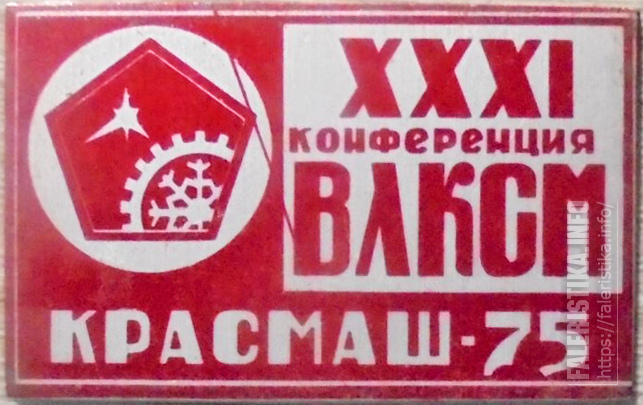 XXXI
КОНФЕРЕНЦИЯ
ВЛКСМ
КРАСМАШ-75
FALERISTIKA.INFO
https://faleristika.info/